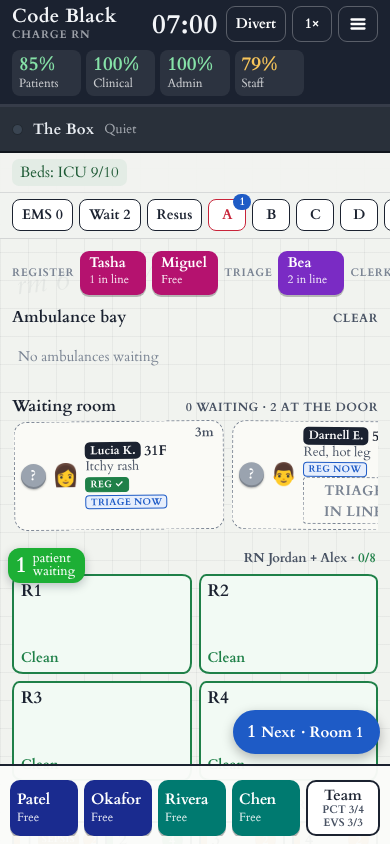 Code Black
CHARGE RN
07:00
Divert
1×
85%
Patients
100%
Clinical
100%
Admin
79%
Staff
The Box Quiet
Beds: ICU 9/10
EMS 0
Wait 2
Resus
A
1
B
C
D
REGISTER
Tasha
1 in line
Miguel
Free
TRIAGE
Bea
2 in line
CLERK
Ambulance bay
CLEAR
No ambulances waiting
Waiting room
0 WAITING · 2 AT THE DOOR
3m
?
Lucia K. 31F
Itchy rash
REG ✓
TRIAGE NOW
?
Darnell E. 5
Red, hot leg
REG NOW
TRIAGE
IN LINE
1 patient
waiting
RN Jordan + Alex · 0/8
R1
Clean
R2
Clean
R3
Clean
R4
1 Next · Room 1
Patel
Free
Okafor
Free
Rivera
Free
Chen
Free
Team
PCT 3/4
EVS 3/3